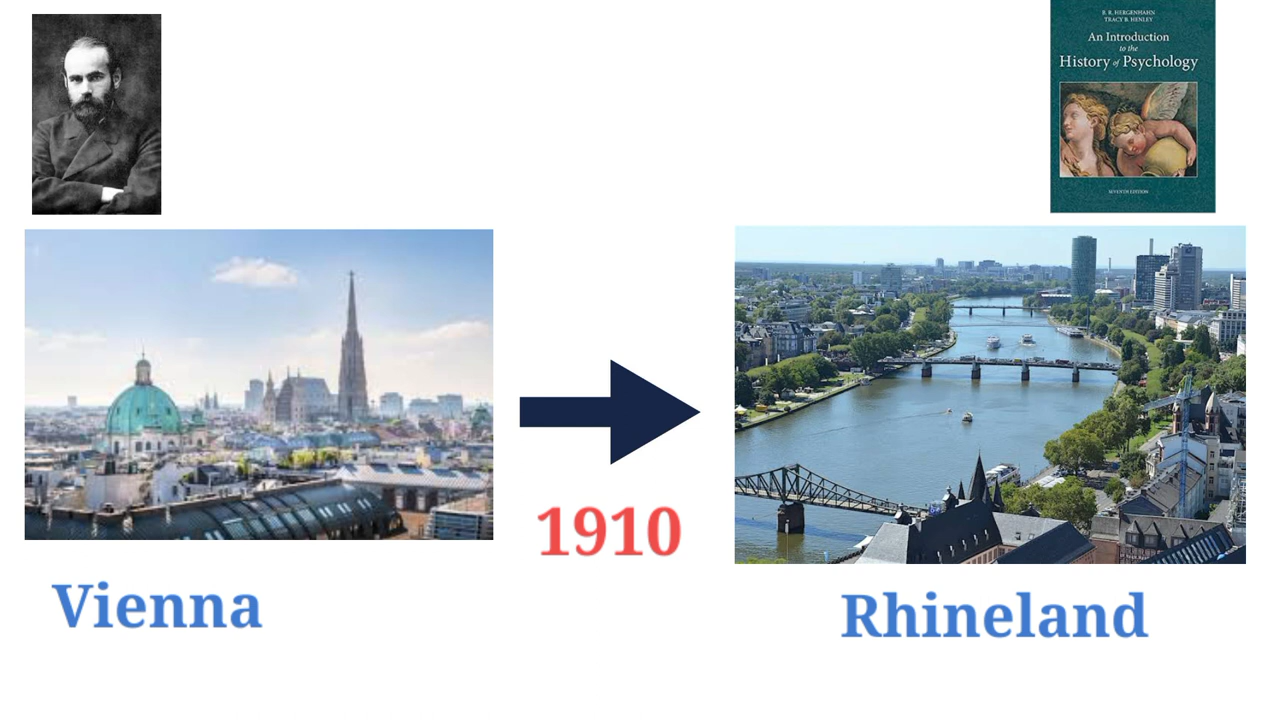 B. R. HERGENHAHN
TRACY B. HENLEY
An Introduction
to the
History of Psychology
SEVENTH EDITION
1910
Vienna
Rhineland